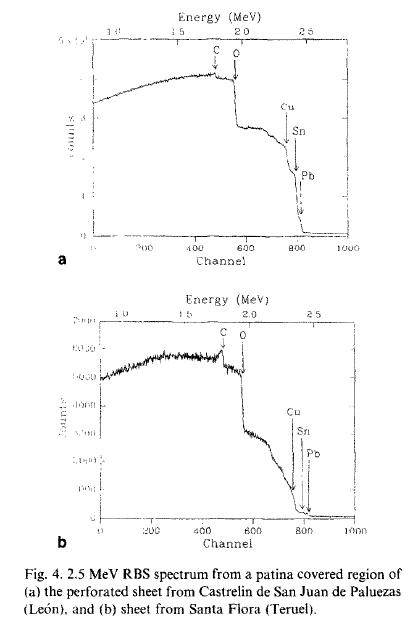 Energy (MeV)
1.0 1.5 2.0 2.5
C O
Cu
Sn
Pb
0 200 400 600 800 1000
Channel
a
Energy (MeV)
1.0 1.5 2.0 2.5
C O
Cu
Sn
Pb
Counts
0 200 400 600 800 1000
Channel
b
Fig. 4. 2.5 MeV RBS spectrum from a patina covered region of
(a) the perforated sheet from Castrelin de San Juan de Paluezas
(León), and (b) sheet from Santa Flora (Teruel).